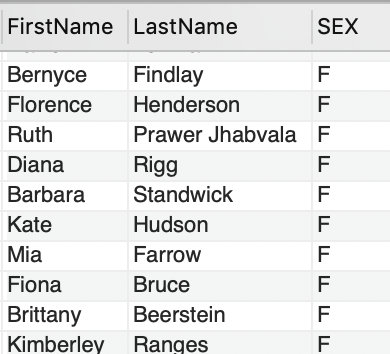 FirstName LastName SEX
Bernyce Findlay F
Florence Henderson F
Ruth Prawer Jhabvala F
Diana Rigg F
Barbara Standwick F
Kate Hudson F
Mia Farrow F
Fiona Bruce F
Brittany Beerstein F
Kimberley Ranges F